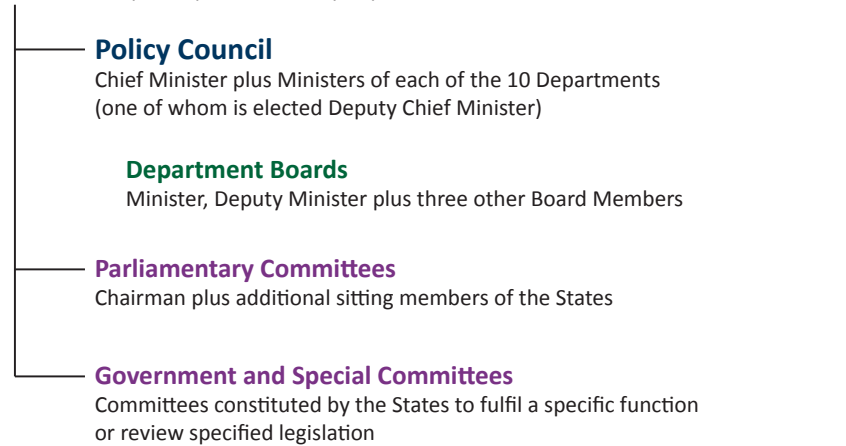 Policy Council
Chief Minister plus Ministers of each of the 10 Departments
(one of whom is elected Deputy Chief Minister)
Department Boards
Minister, Deputy Minister plus three other Board Members
Parliamentary Committees
Chairman plus additional sitting members of the States
Government and Special Committees
Committees constituted by the States to fulfil a specific function
or review specified legislation